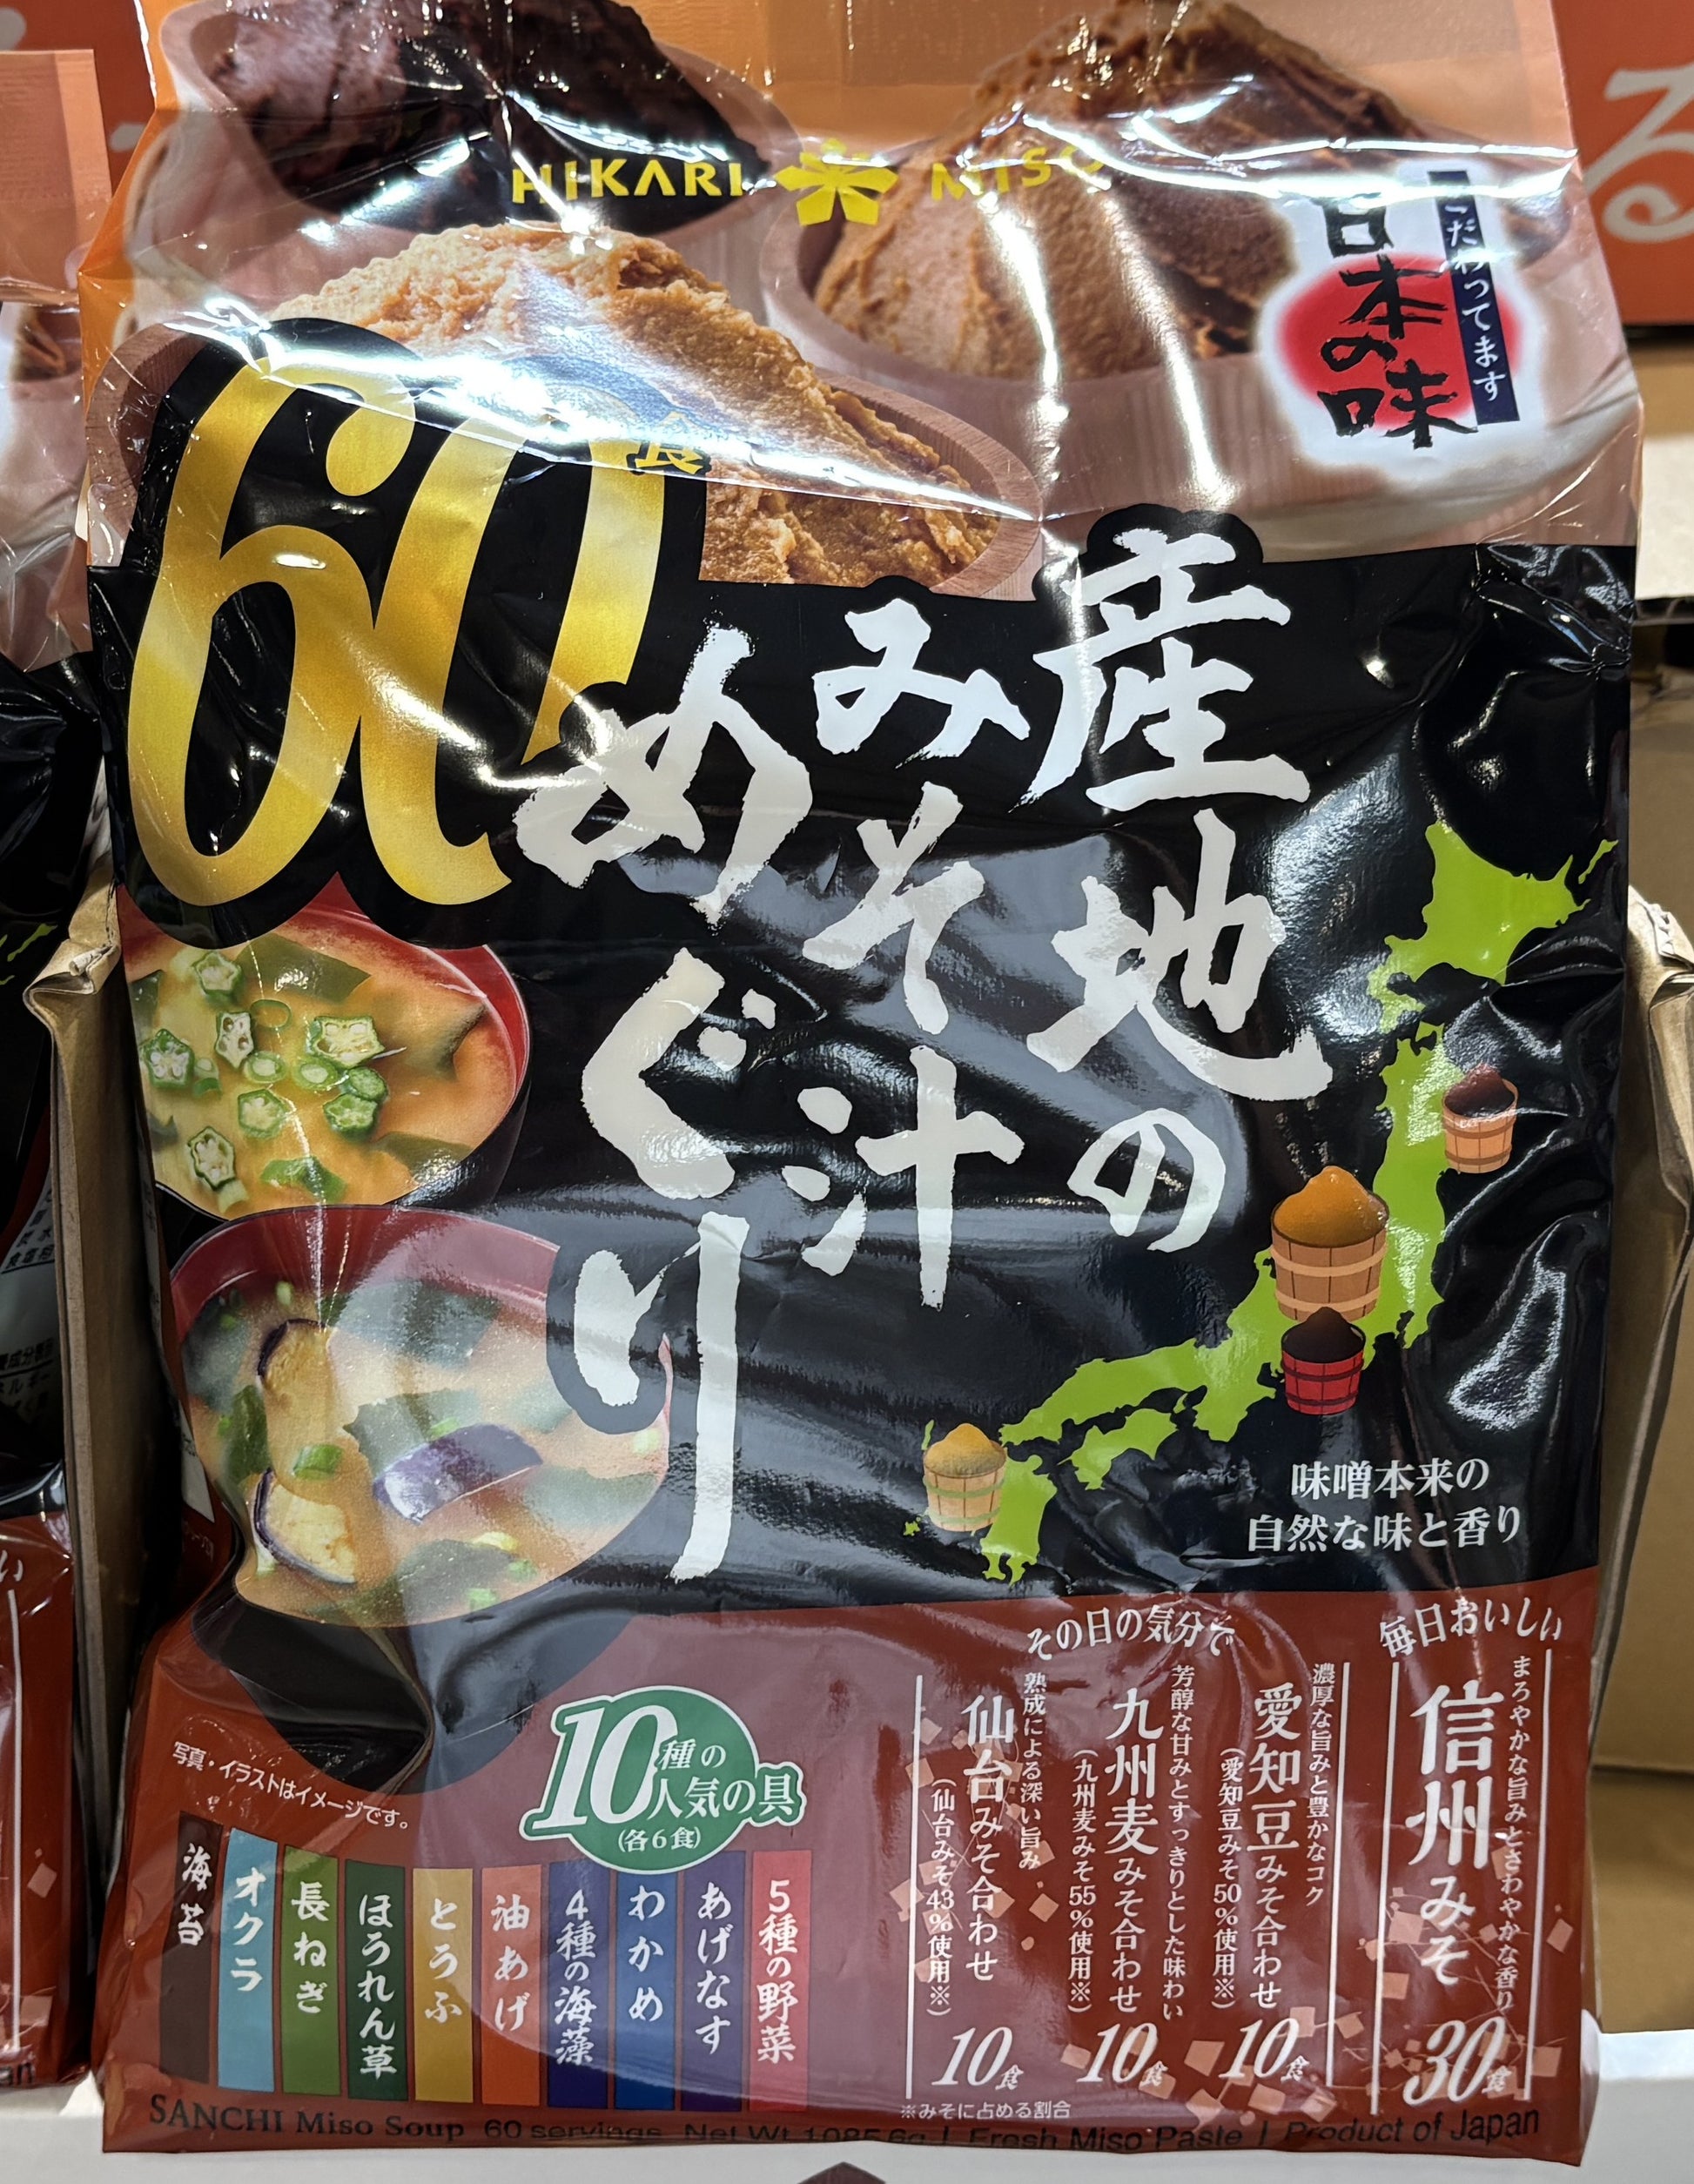 HIKARI MISO
こだわってます
日本の味
60食
産地の
みそ汁
めぐり
味噌本来の
自然な味と香り
毎日おいしい
まろやかな旨みとさわやかな香り
信州みそ
30食
その日の気分で
濃厚な旨みと豊かなコク
愛知豆みそ合わせ
(愛知豆みそ50%使用※)
10食
芳醇な甘みとすっきりとした味わい
九州麦みそ合わせ
(九州麦みそ55%使用※)
10食
熟成による深い旨み
仙台みそ合わせ
(仙台みそ43%使用※)
10食
※みそに占める割合
10種の
人気の具
(各6食)
写真・イラストはイメージです。
5種の野菜
あげなす
わかめ
4種の海藻
油あげ
とうふ
ほうれん草
長ねぎ
オクラ
海苔
SANCHI Miso Soup 60 servings Net Wt 1085.6g | Fresh Miso Paste | Product of Japan
る